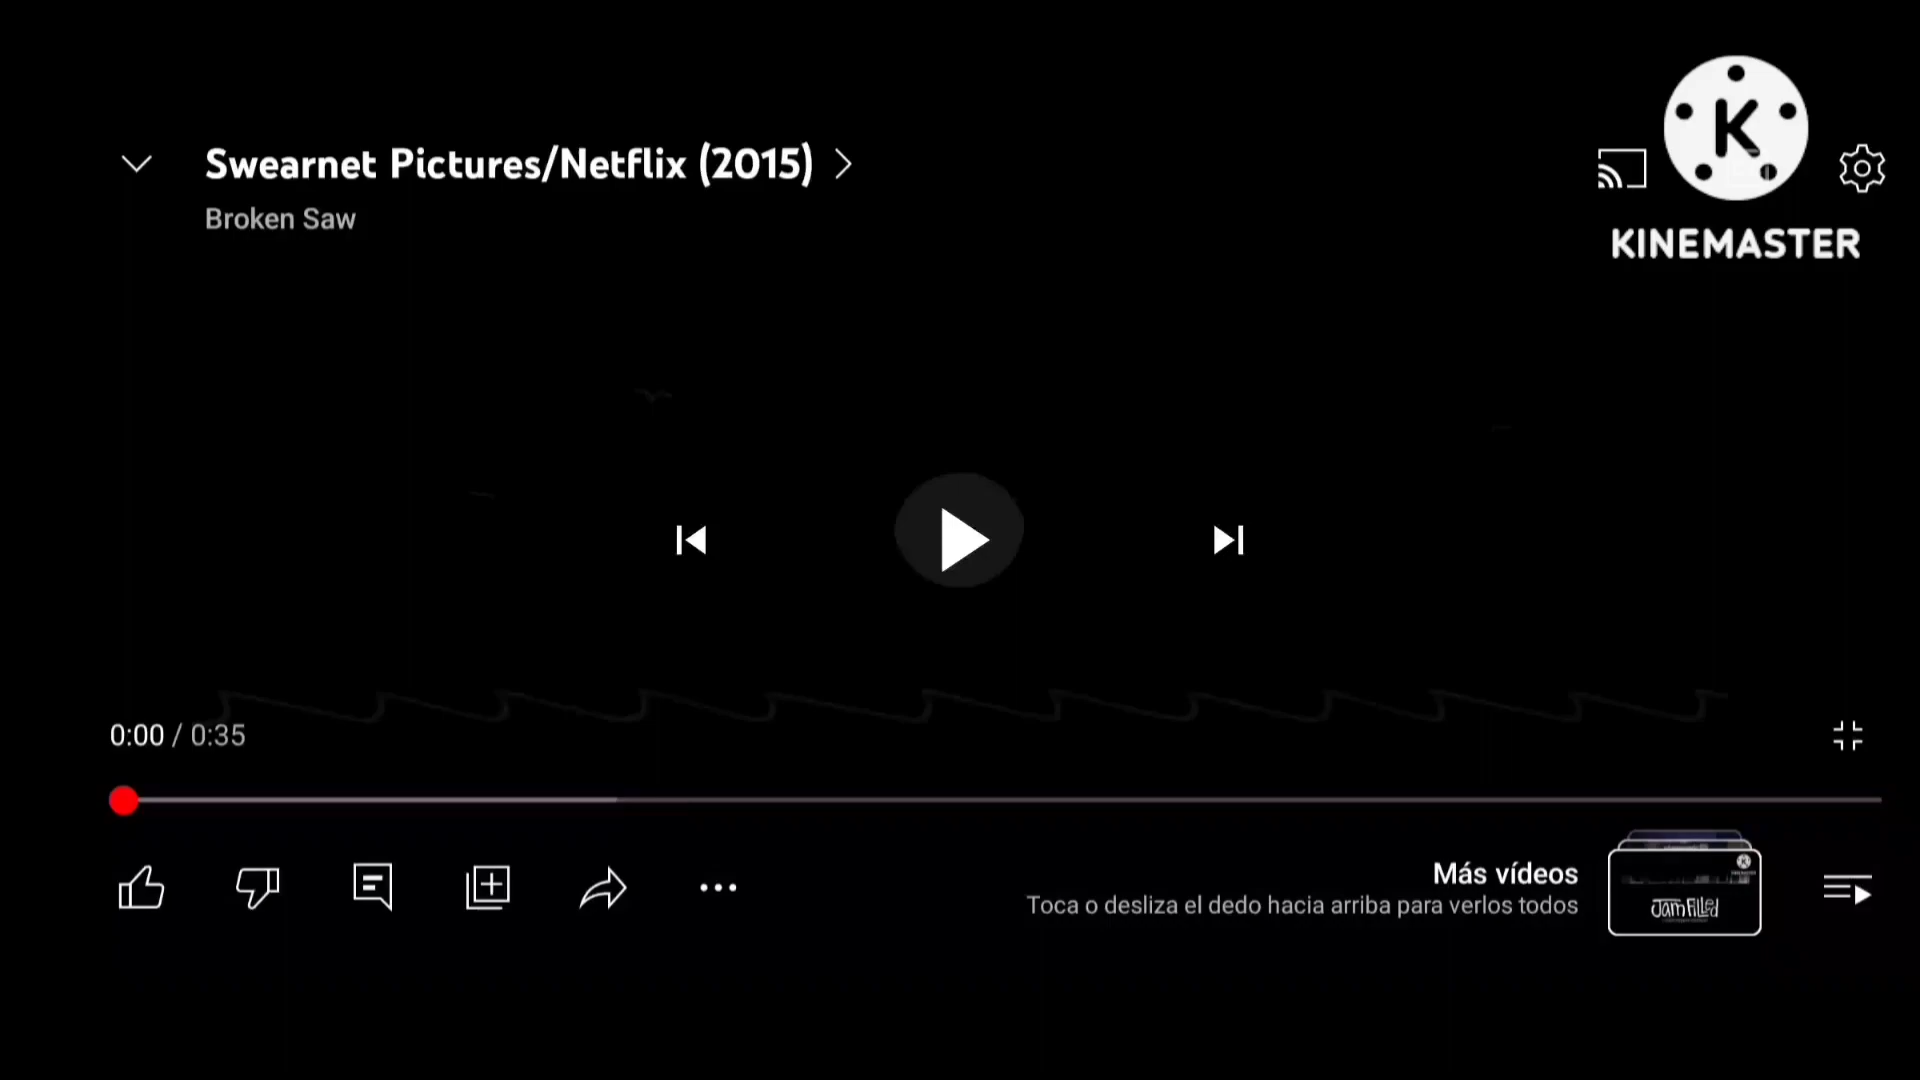 Swearnet Pictures/Netflix (2015)
Broken Saw
K
KINEMASTER
0:00 / 0:35
Más vídeos
Toca o desliza el dedo hacia arriba para verlos todos
Jam Filled